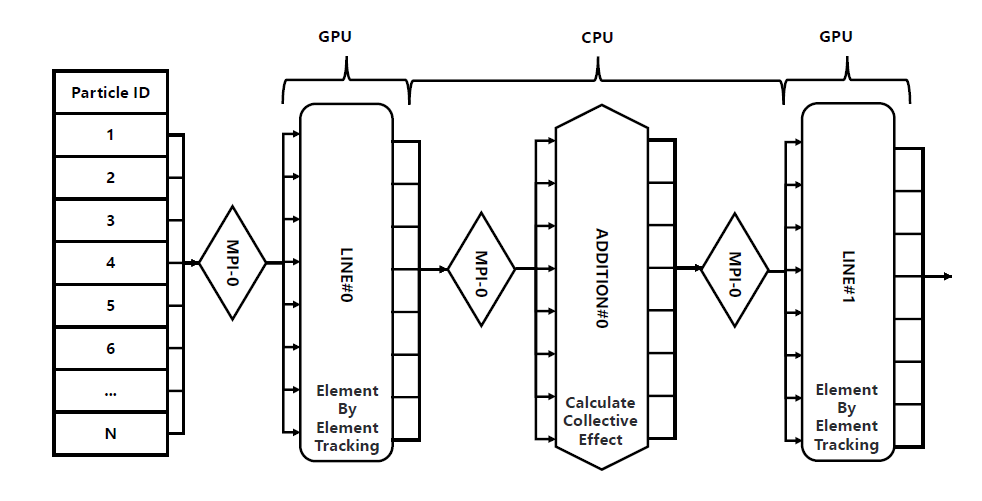 GPU
CPU
GPU
Particle ID
1
2
3
4
5
6
...
N
MPI-0
LINE#0
Element
By
Element
Tracking
MPI-0
ADDITION#0
Calculate
Collective
Effect
MPI-0
LINE#1
Element
By
Element
Tracking